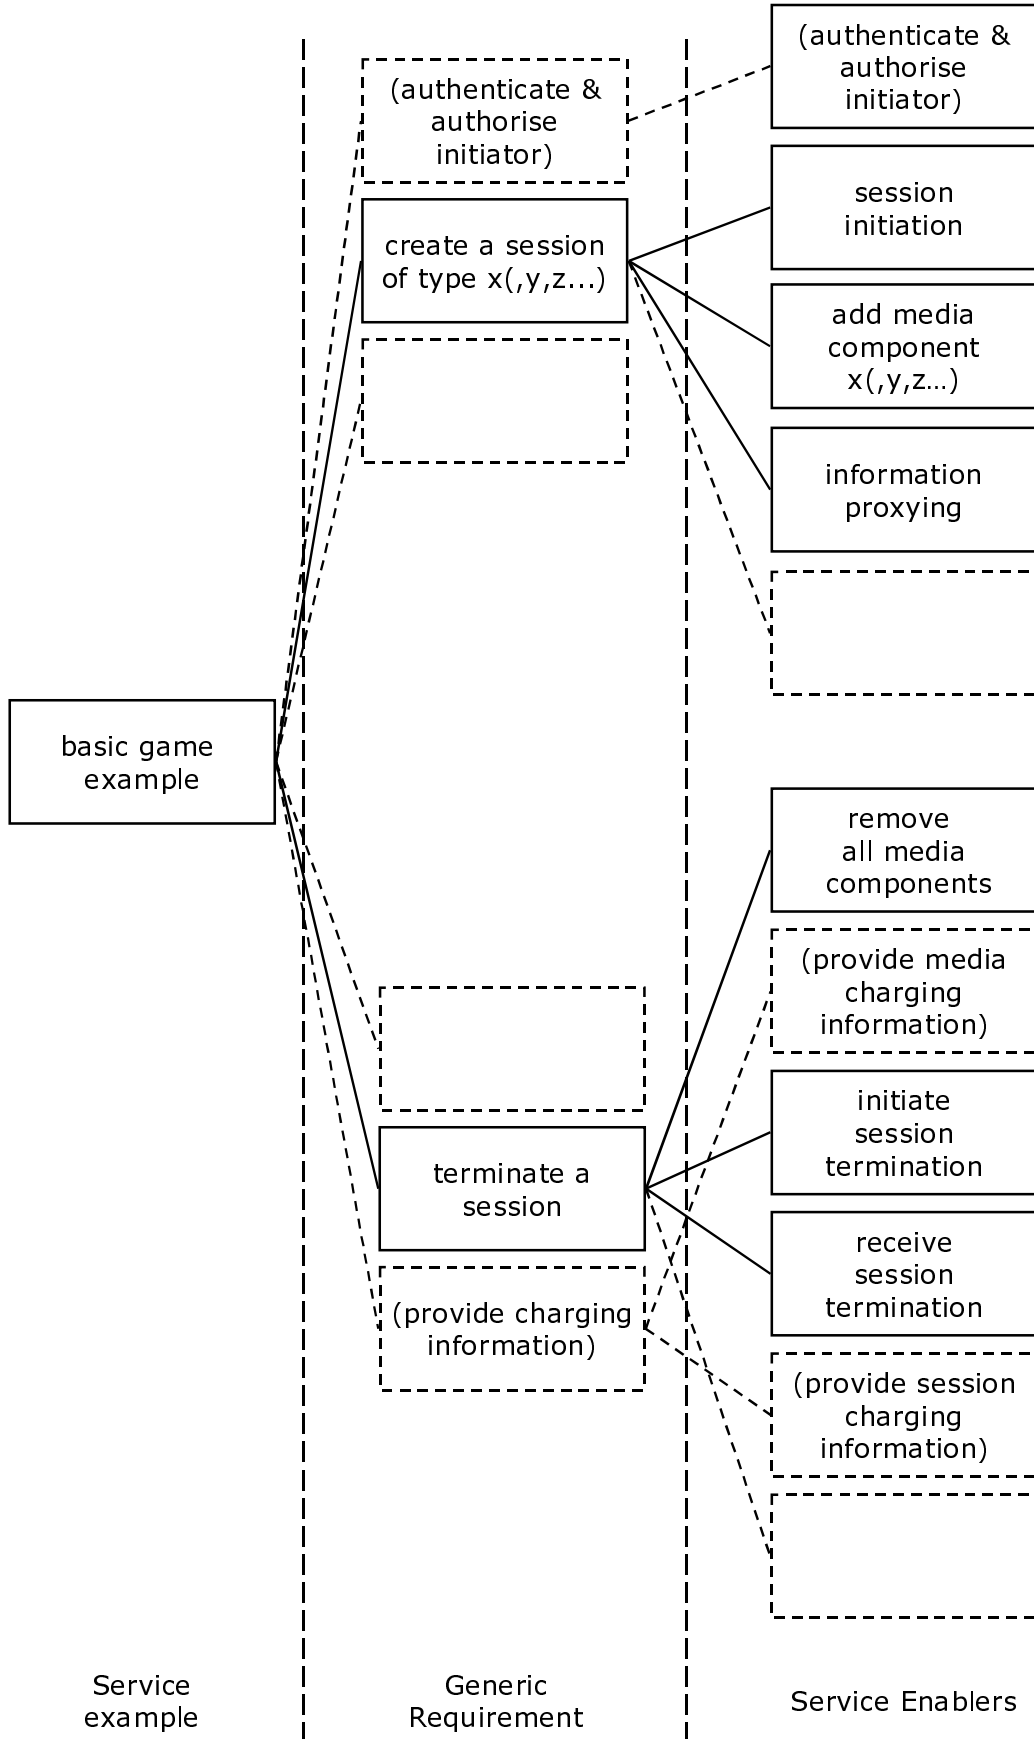 (authenticate &
authorise
initiator)
create a session
of type x(,y,z...)
(authenticate &
authorise
initiator)
session
initiation
add media
component
x(,y,z...)
information
proxying
basic game
example
remove
all media
components
(provide media
charging
information)
initiate
session
termination
terminate a
session
receive
session
termination
(provide charging
information)
(provide session
charging
information)
Service
example
Generic
Requirement
Service Enablers